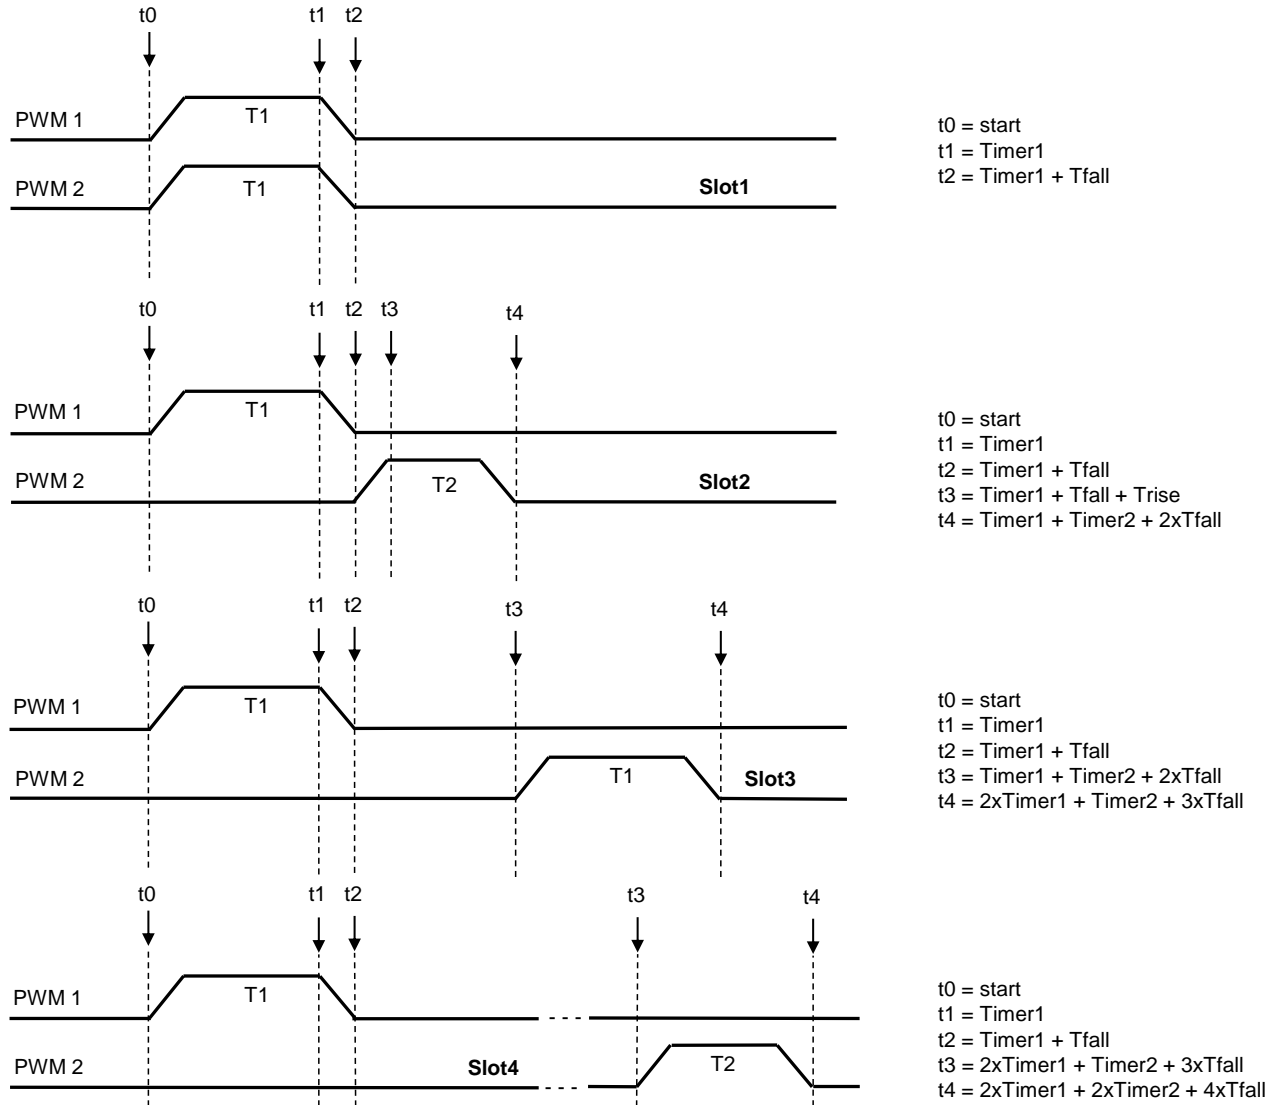 t0 t1 t2
PWM 1 T1
PWM 2 T1 Slot1
t0 = start
t1 = Timer1
t2 = Timer1 + Tfall
t0 t1 t2 t3 t4
PWM 1 T1
PWM 2 T2 Slot2
t0 = start
t1 = Timer1
t2 = Timer1 + Tfall
t3 = Timer1 + Tfall + Trise
t4 = Timer1 + Timer2 + 2xTfall
t0 t1 t2 t3 t4
PWM 1 T1
PWM 2 T1 Slot3
t0 = start
t1 = Timer1
t2 = Timer1 + Tfall
t3 = Timer1 + Timer2 + 2xTfall
t4 = 2xTimer1 + Timer2 + 3xTfall
t0 t1 t2 t3 t4
PWM 1 T1
PWM 2 Slot4 T2
t0 = start
t1 = Timer1
t2 = Timer1 + Tfall
t3 = 2xTimer1 + Timer2 + 3xTfall
t4 = 2xTimer1 + 2xTimer2 + 4xTfall